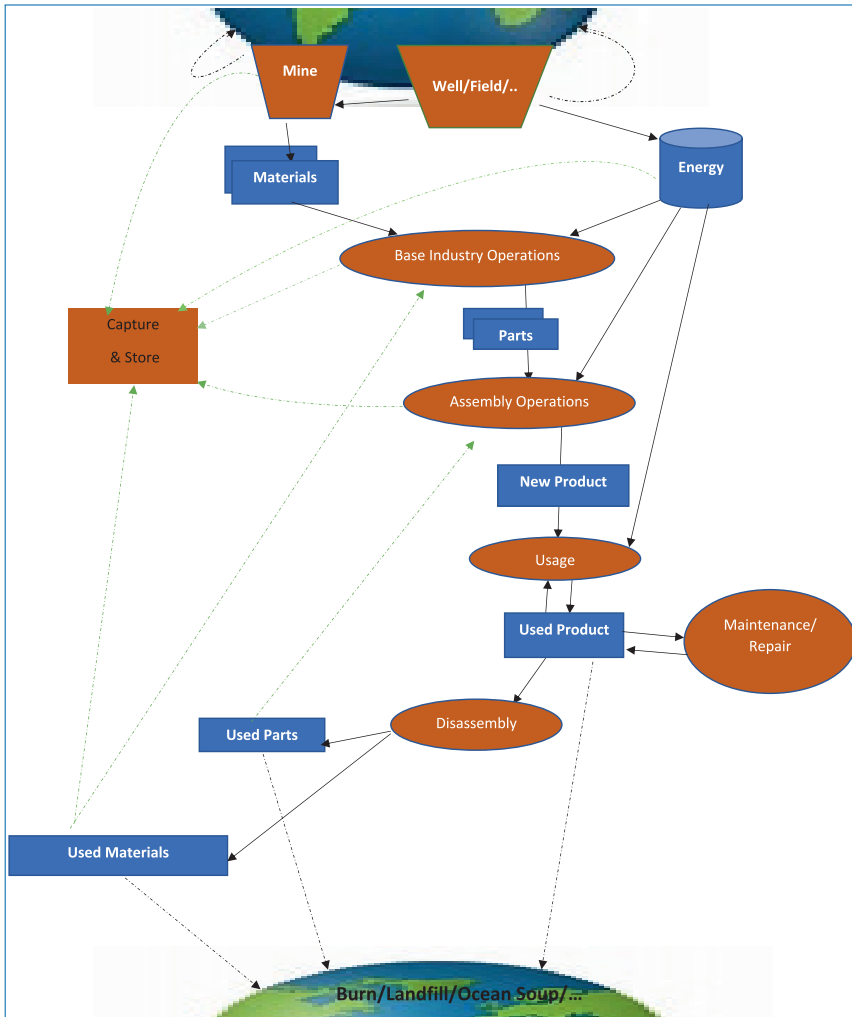 Mine
Well/Field/..
Energy
Materials
Base Industry Operations
Capture
& Store
Parts
Assembly Operations
New Product
Usage
Used Product
Maintenance/
Repair
Disassembly
Used Parts
Used Materials
Burn/Landfill/Ocean Soup/...